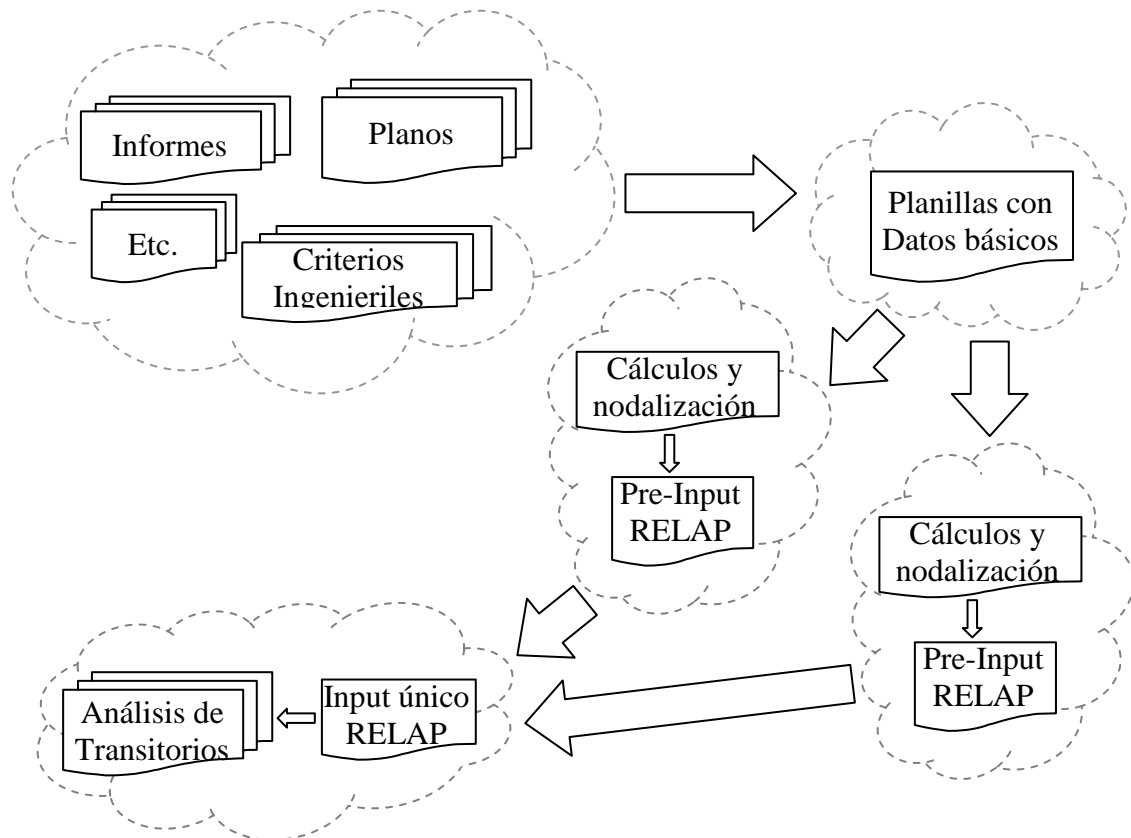 Informes
Planos
Etc.
Criterios
Ingenieriles
Planillas con
Datos básicos
Cálculos y
nodalización
Pre-Input
RELAP
Cálculos y
nodalización
Pre-Input
RELAP
Input único
RELAP
Análisis de
Transitorios